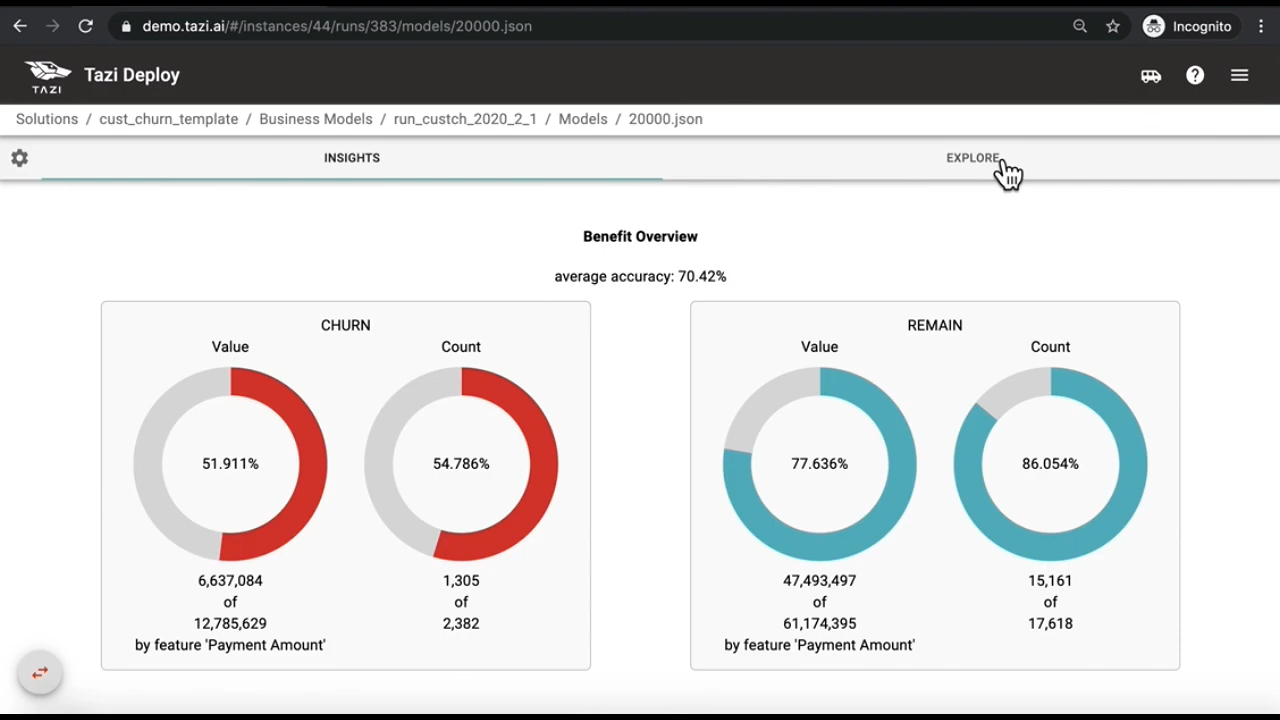 demo.tazi.ai/#/instances/44/runs/383/models/20000.json
Incognito
TAZI
Tazi Deploy
Solutions / cust_churn_template / Business Models / run_custch_2020_2_1 / Models / 20000.json
INSIGHTS
EXPLORE
Benefit Overview
average accuracy: 70.42%
CHURN
Value
Count
51.911%
54.786%
6,637,084
of
12,785,629
by feature 'Payment Amount'
1,305
of
2,382
REMAIN
Value
Count
77.636%
86.054%
47,493,497
of
61,174,395
by feature 'Payment Amount'
15,161
of
17,618